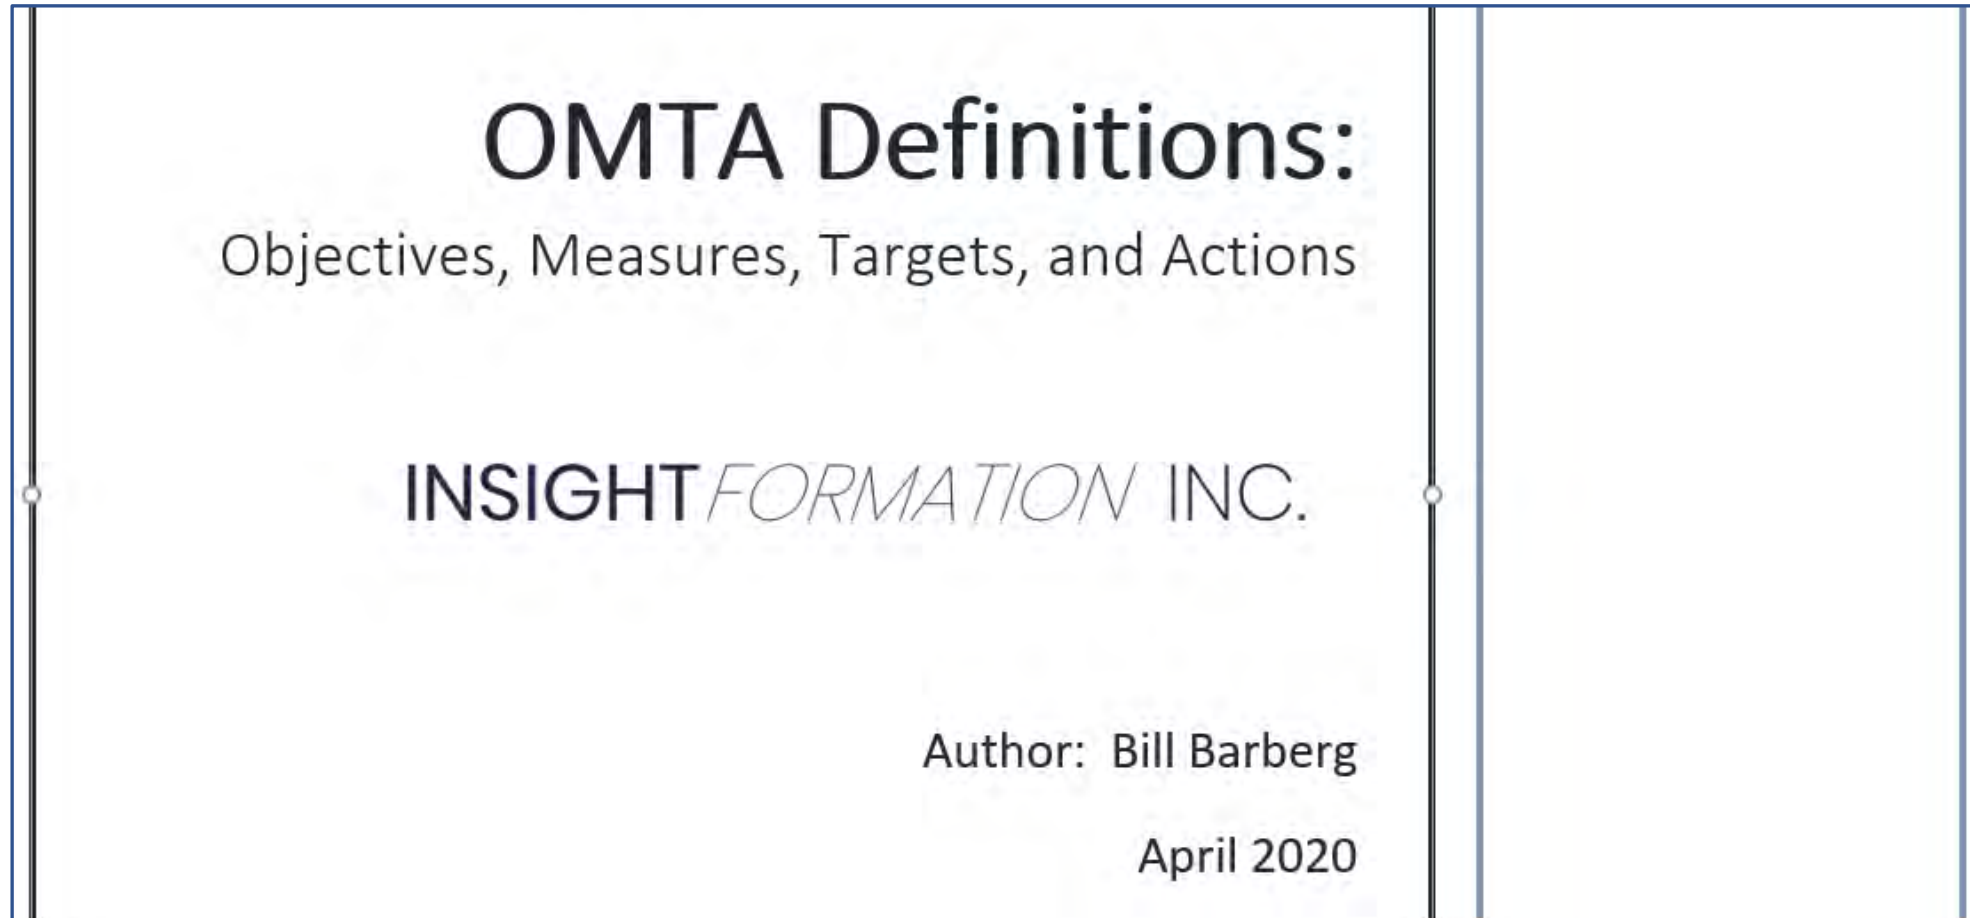 OMTA Definitions:
Objectives, Measures, Targets, and Actions
INSIGHTFORMATION INC.
Author:  Bill Barberg
April 2020